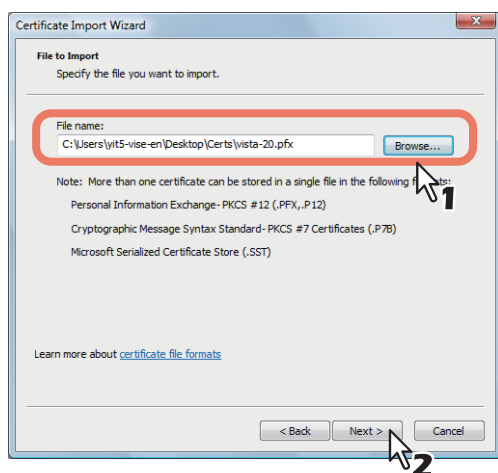 Certificate Import Wizard
File to Import
Specify the file you want to import.
File name:
C:\Users\yit5-vise-en\Desktop\Certs\vista-20.pfx
Browse...
Note: More than one certificate can be stored in a single file in the following formats:
1
Personal Information Exchange- PKCS #12 (.PFX,.P12)
Cryptographic Message Syntax Standard- PKCS #7 Certificates (.P7B)
Microsoft Serialized Certificate Store (.SST)
Learn more about certificate file formats
< Back Next > Cancel
2